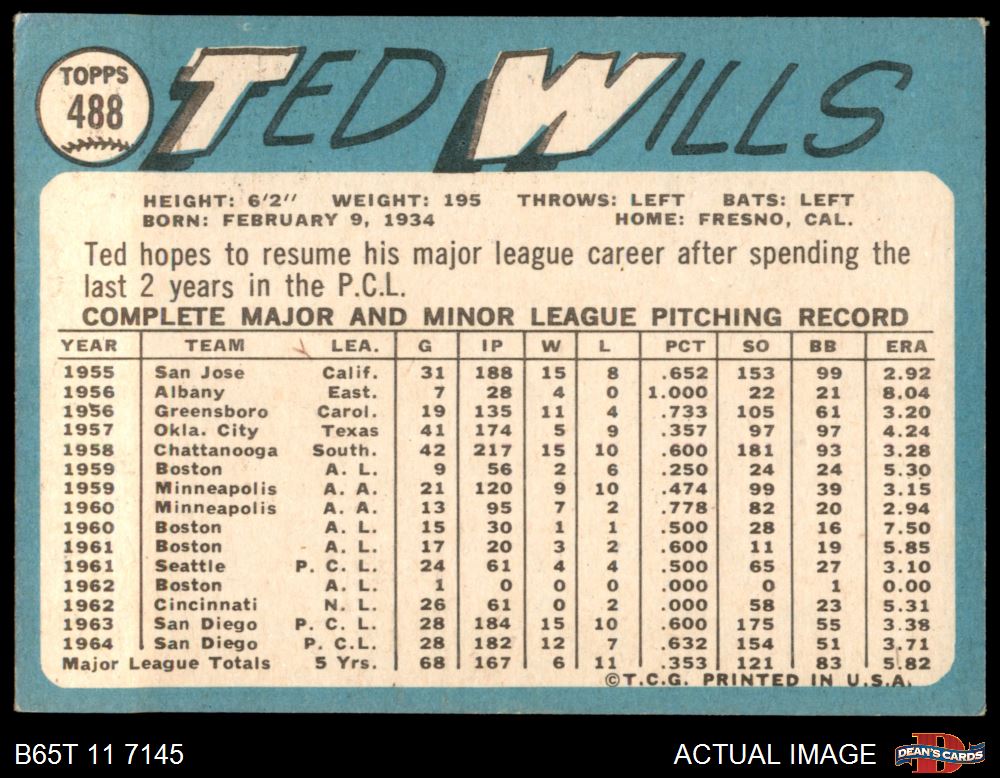 TOPPS
488
TED WILLS
HEIGHT: 6'2" WEIGHT: 195 THROWS: LEFT BATS: LEFT
BORN: FEBRUARY 9, 1934 HOME: FRESNO, CAL.
Ted hopes to resume his major league career after spending the
last 2 years in the P.C.L.
COMPLETE MAJOR AND MINOR LEAGUE PITCHING RECORD
YEAR TEAM LEA. G IP W L PCT SO BB ERA
1955 San Jose Calif. 31 188 15 8 .652 153 99 2.92
1956 Albany East. 7 28 4 0 1.000 22 21 8.04
1956 Greensboro Carol. 19 135 11 4 .733 105 61 3.20
1957 Okla. City Texas 41 174 5 9 .357 97 97 4.24
1958 Chattanooga South. 42 217 15 10 .600 181 93 3.28
1959 Boston A. L. 9 56 2 6 .250 24 24 5.30
1959 Minneapolis A. A. 21 120 9 10 .474 99 39 3.15
1960 Minneapolis A. A. 13 95 7 2 .778 82 20 2.94
1960 Boston A. L. 15 30 1 1 .500 28 16 7.50
1961 Boston A. L. 17 20 3 2 .600 11 19 5.85
1961 Seattle P. C. L. 24 61 4 4 .500 65 27 3.10
1962 Boston A. L. 1 0 0 0 .000 0 1 0.00
1962 Cincinnati N. L. 26 61 0 2 .000 58 23 5.31
1963 San Diego P. C. L. 28 184 15 10 .600 175 55 3.38
1964 San Diego P. C.L. 28 182 12 7 .632 154 51 3.71
Major League Totals 5 Yrs. 68 167 6 11 .353 121 83 5.82
©T.C.G. PRINTED IN U.S.A.
B65T 11 7145 ACTUAL IMAGE
DEAN'S CARDS